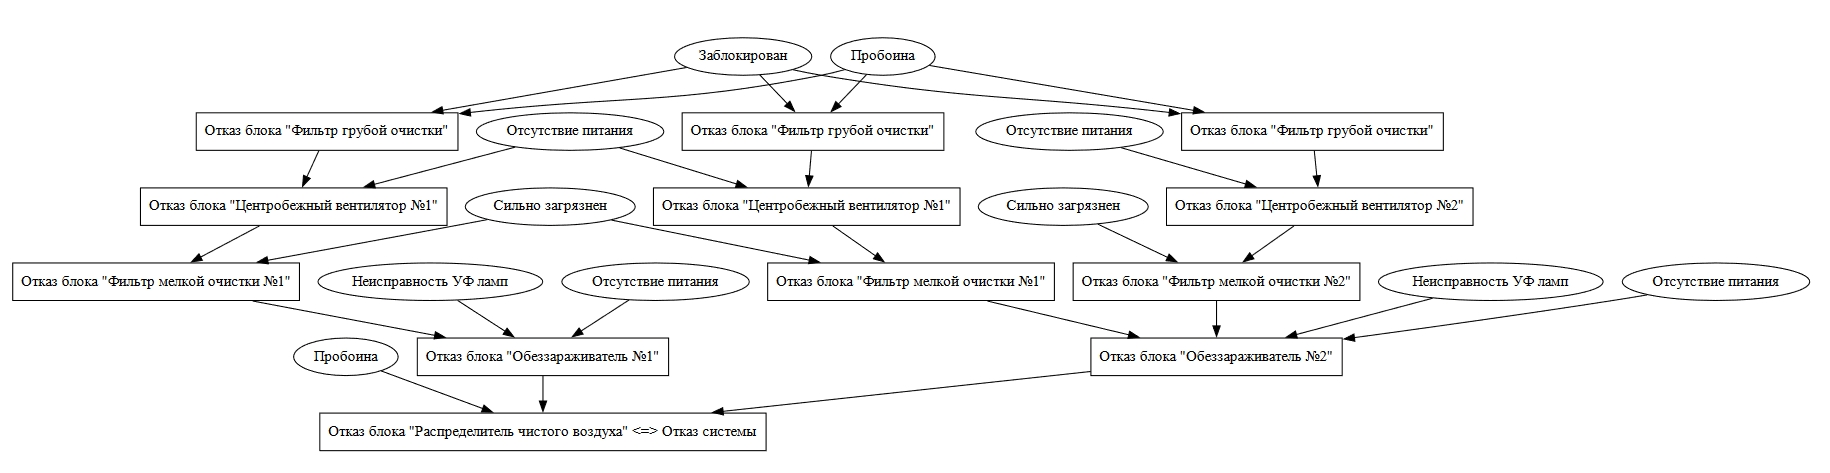 Заблокирован
Пробоина
Отказ блока "Фильтр грубой очистки"
Отсутствие питания
Отказ блока "Фильтр грубой очистки"
Отсутствие питания
Отказ блока "Фильтр грубой очистки"
Отказ блока "Центробежный вентилятор №1"
Сильно загрязнен
Отказ блока "Центробежный вентилятор №1"
Сильно загрязнен
Отказ блока "Центробежный вентилятор №2"
Отказ блока "Фильтр мелкой очистки №1"
Неисправность УФ ламп
Отсутствие питания
Отказ блока "Фильтр мелкой очистки №1"
Отказ блока "Фильтр мелкой очистки №2"
Неисправность УФ ламп
Отсутствие питания
Пробоина
Отказ блока "Обеззараживатель №1"
Отказ блока "Обеззараживатель №2"
Отказ блока "Распределитель чистого воздуха" <=> Отказ системы